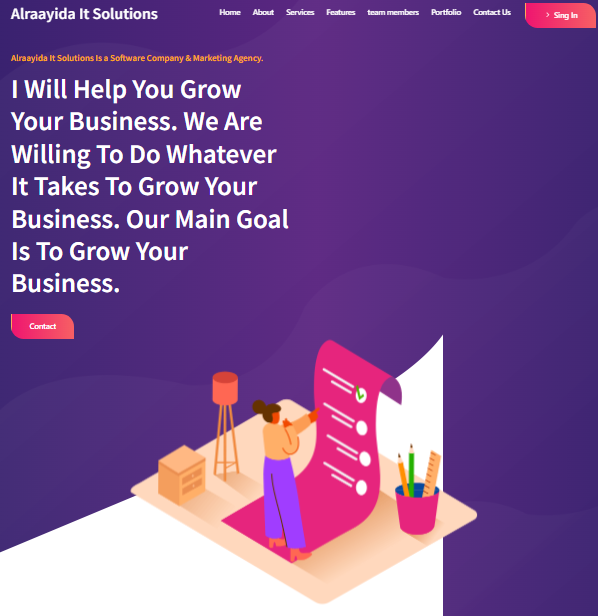 Alraayida It Solutions
Home About Services Features team members Portfolio Contact Us
› Sing In
Alraayida It Solutions Is a Software Company & Marketing Agency.
I Will Help You Grow
Your Business. We Are
Willing To Do Whatever
It Takes To Grow Your
Business. Our Main Goal
Is To Grow Your
Business.
Contact